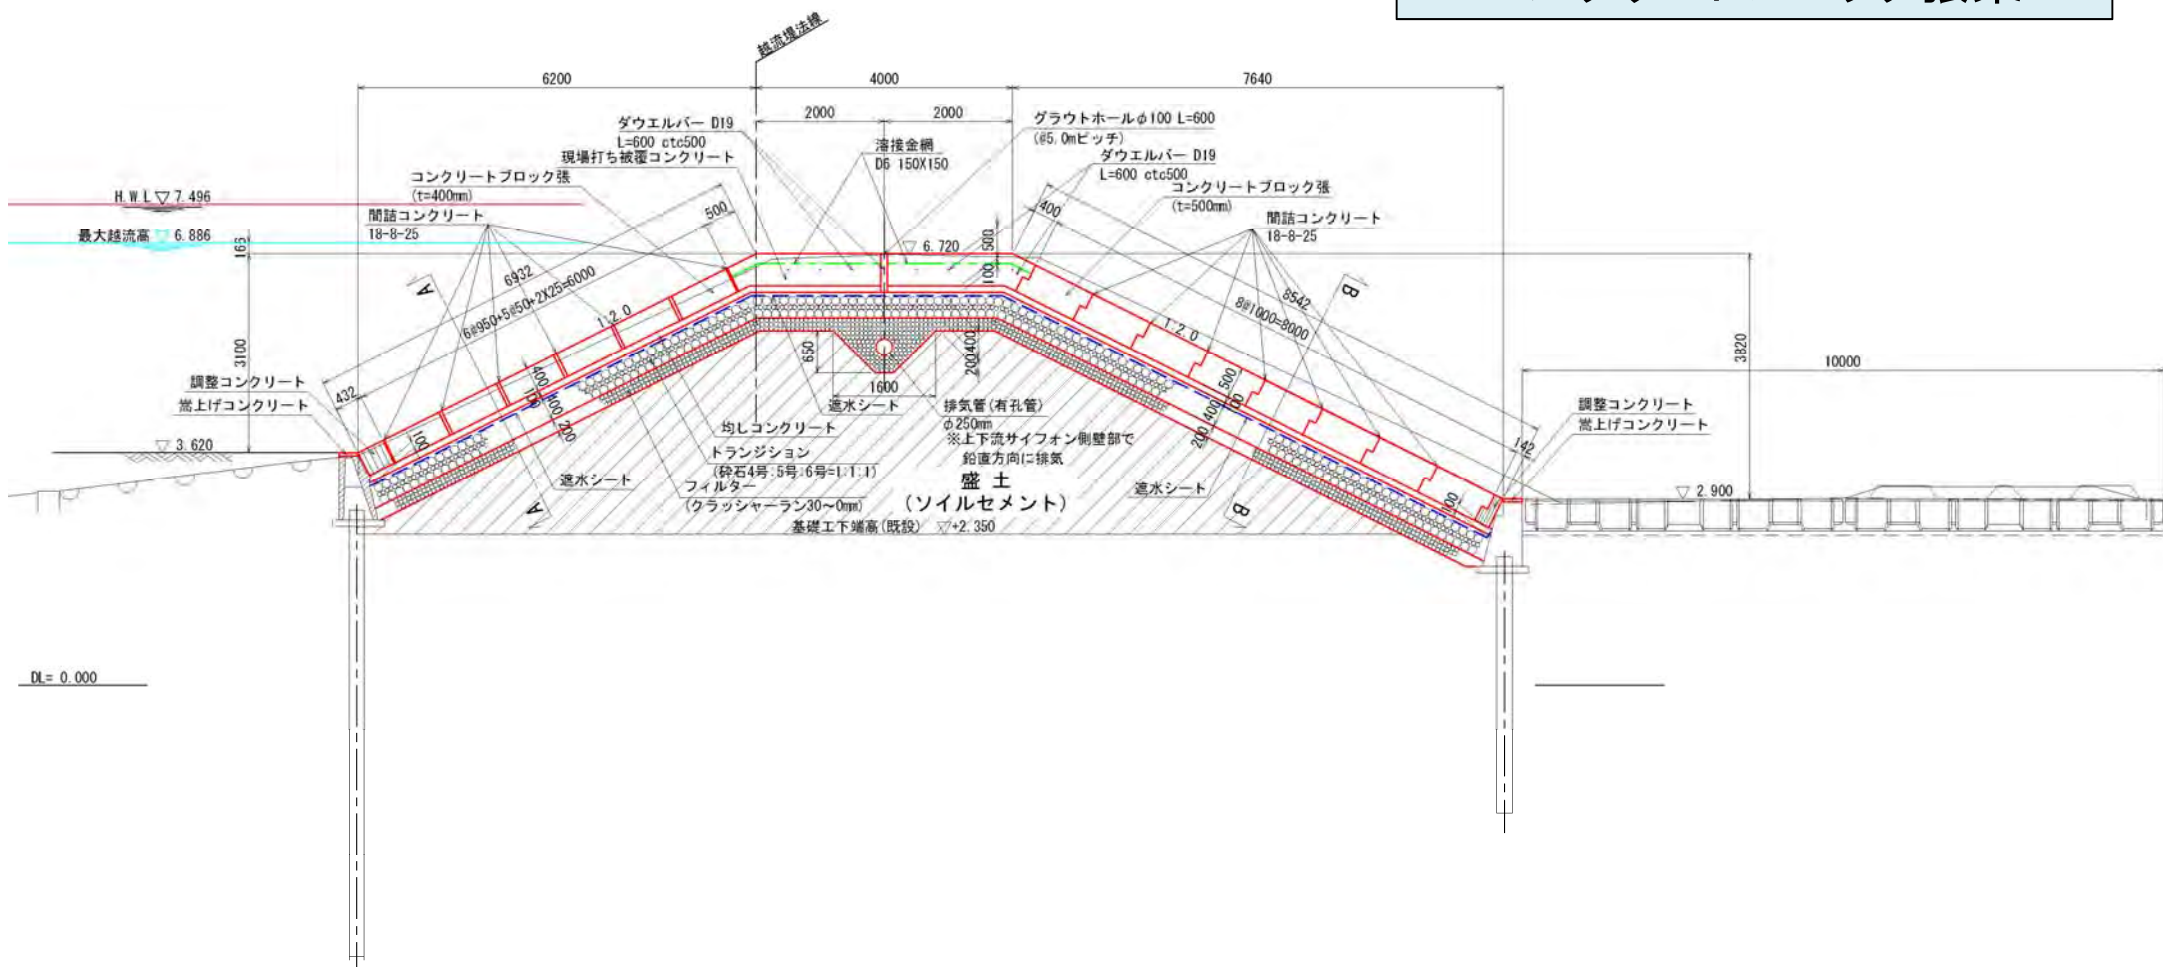 越流堤法線
6200
4000
7640
2000
2000
ダウエルバー D19
L=600 ctc500
現場打ち被覆コンクリート
溶接金網
D6 150X150
グラウトホールφ100 L=600
(@5.0mピッチ)
ダウエルバー D19
L=600 ctc500
コンクリートブロック張
(t=400mm)
コンクリートブロック張
(t=500mm)
H.W.L ▽ 7.496
間詰コンクリート
18-8-25
間詰コンクリート
18-8-25
最大越流高 ▽ 6.886
166
500
400
▽ 6.720
500
100
6932
6@950+5@50+2X25=6000
1:2.0
A
8542
8@1000=8000
1:2.0
B
3100
3820
10000
650
1600
200
400
432
400
100
400
200
100
500
100
400
200
142
100
調整コンクリート
嵩上げコンクリート
調整コンクリート
嵩上げコンクリート
▽ 3.620
▽ 2.900
遮水シート
均しコンクリート
トランジション
(砕石4号:5号:6号=1:1:1)
フィルター
(クラッシャーラン30~0mm)
遮水シート
排気管(有孔管)
φ250mm
※上下流サイフォン側壁部で
鉛直方向に排気
盛 土
(ソイルセメント)
遮水シート
A
B
基礎工下端高(既設) ▽+2.350
DL= 0.000